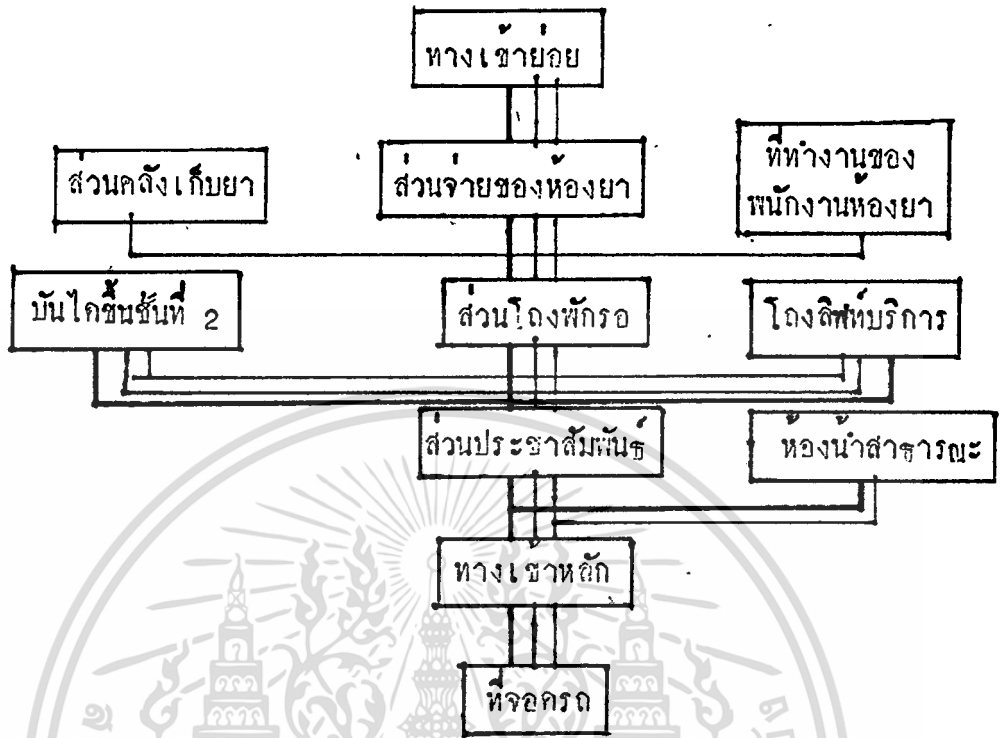 ทางเข้าย่อย
ส่วนคลังเก็บยา
ส่วนจ่ายของห้องยา
ที่ทำงานของ
พนักงานห้องยา
บันไดขึ้นชั้นที่ 2
ส่วนโถงพักรอ
โถงลิฟท์บริการ
ส่วนประชาสัมพันธ์
ห้องน้ำสาธารณะ
ทางเข้าหลัก
ที่จอดรถ